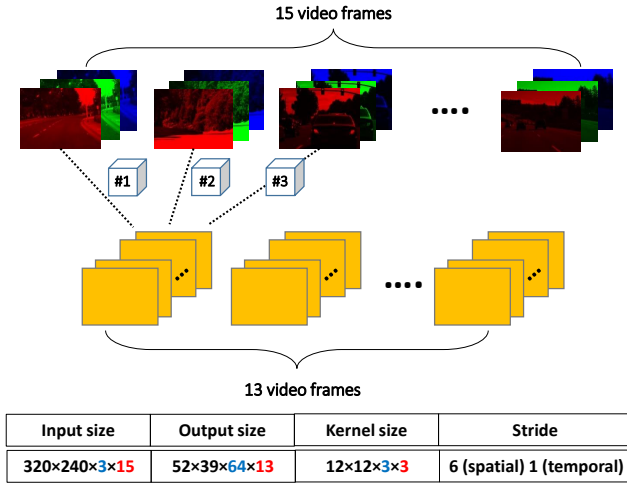 15 video frames
#1
#2
#3
13 video frames
Input size Output size Kernel size Stride
320×240×3×15 52×39×64×13 12×12×3×3 6 (spatial) 1 (temporal)